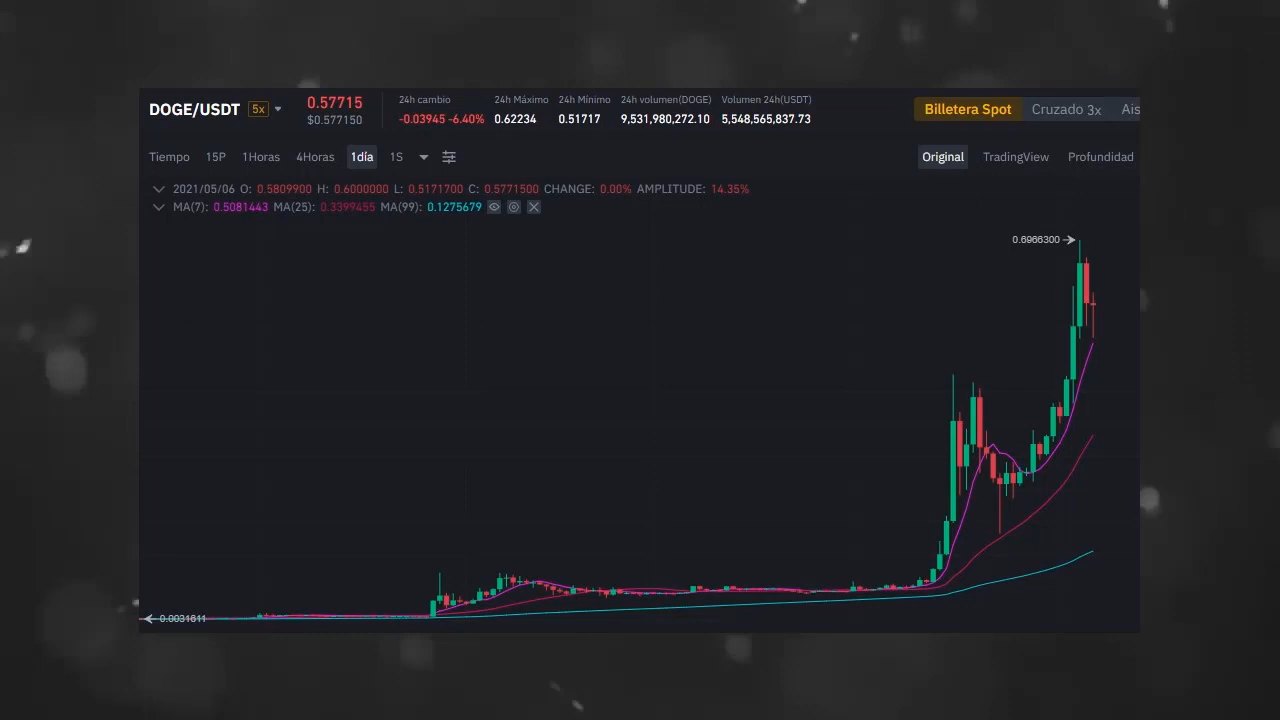 DOGE/USDT 5x 0.57715 24h cambio 24h Máximo 24h Mínimo 24h volumen(DOGE) Volumen 24h(USDT) Billetera Spot Cruzado 3x Ais
$0.577150 -0.03945 -6.40% 0.62234 0.51717 9,531,980,272.10 5,548,565,837.73
Tiempo 15P 1Horas 4Horas 1día 1S Original TradingView Profundidad
2021/05/06 O: 0.5809900 H: 0.6000000 L: 0.5171700 C: 0.5771500 CHANGE: 0.00% AMPLITUDE: 14.35%
MA(7): 0.5081443 MA(25): 0.3399455 MA(99): 0.1275679
0.6966300
0.0031611